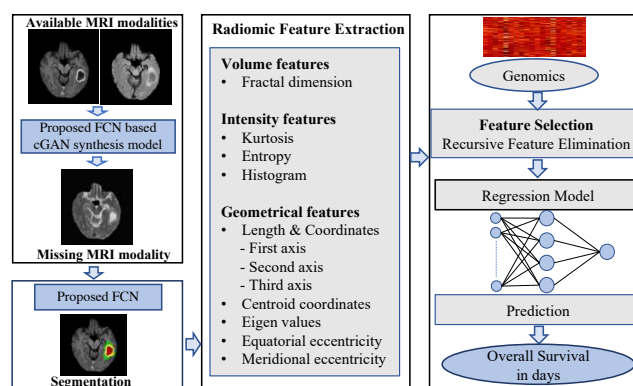 Available MRI modalities
Proposed FCN based
cGAN synthesis model
Missing MRI modality
Proposed FCN
Segmentation
Radiomic Feature Extraction
Volume features
• Fractal dimension
Intensity features
• Kurtosis
• Entropy
• Histogram
Geometrical features
• Length & Coordinates
- First axis
- Second axis
- Third axis
• Centroid coordinates
• Eigen values
• Equatorial eccentricity
• Meridional eccentricity
Genomics
Feature Selection
Recursive Feature Elimination
Regression Model
Prediction
Overall Survival
in days